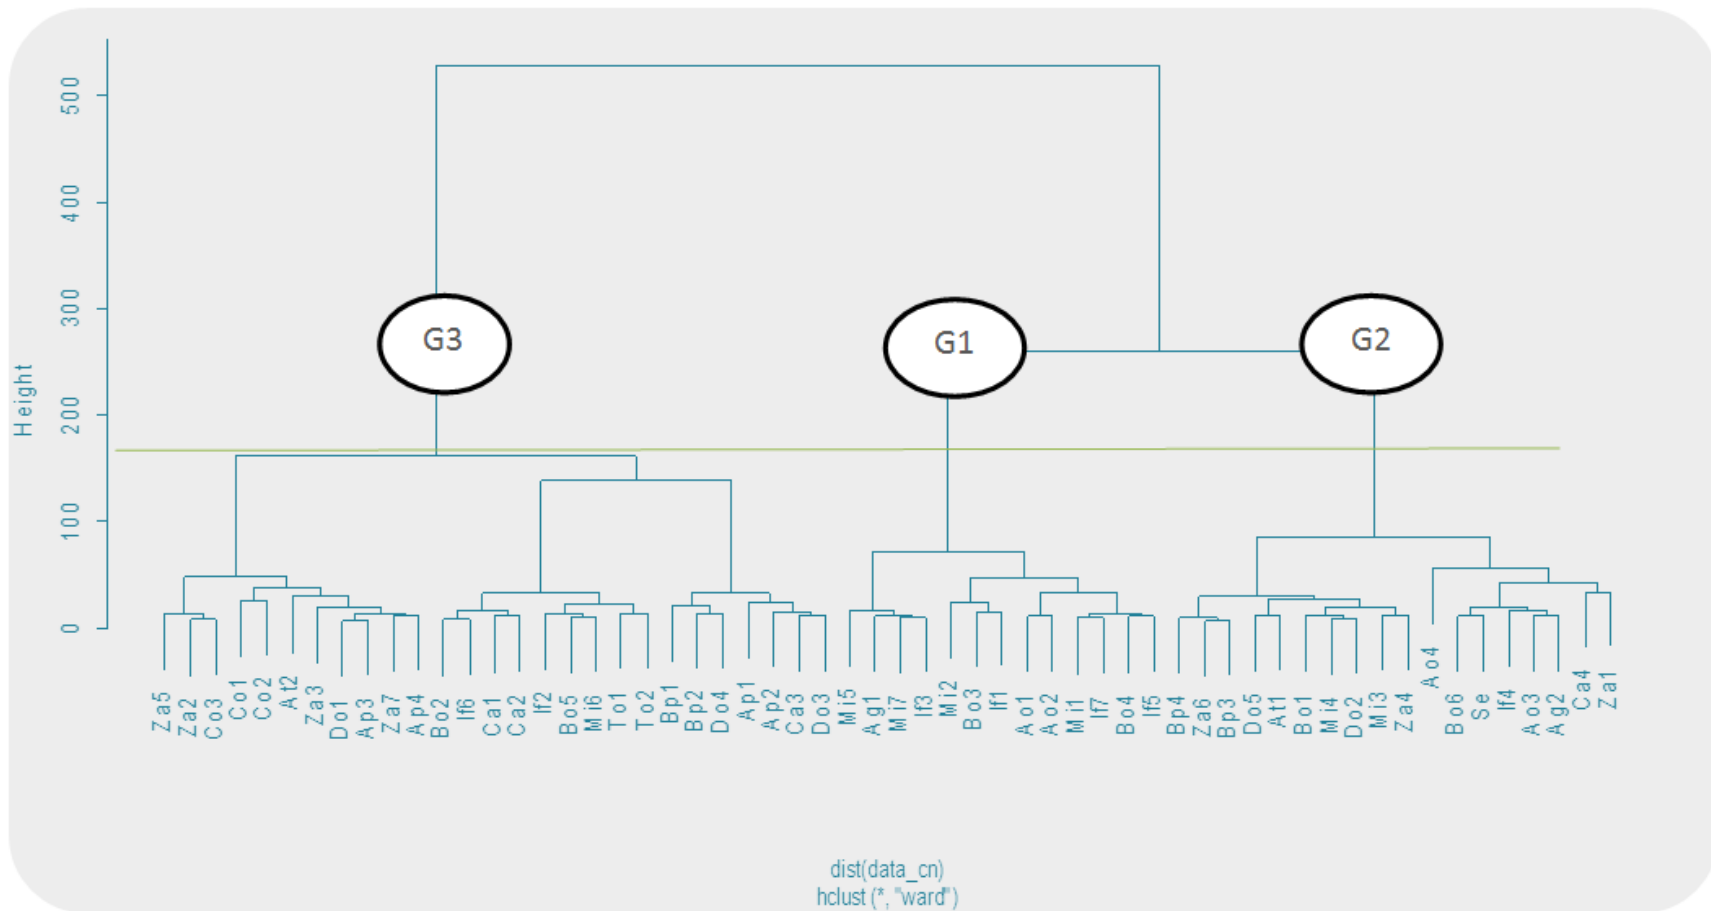 500
400
300
200
100
0
Height
G3
G1
G2
Za5
Za2
Co3
Co1
Co2
At2
Za3
Do1
Ap3
Za7
Ap4
Bo2
If6
Ca1
Ca2
If2
Bo5
Mi6
To1
To2
Bp1
Bp2
Do4
Ap1
Ap2
Ca3
Do3
Mi5
Ag1
Mi7
If3
Mi2
Bo3
If1
Ao1
Ao2
Mi1
If7
Bo4
If5
Bp4
Za6
Bp3
Do5
At1
Bo1
Mi4
Do2
Mi3
Za4
Ao4
Bo6
Se
If4
Ao3
Ag2
Ca4
Za1
dist(data_cn)
hclust (*, "ward")